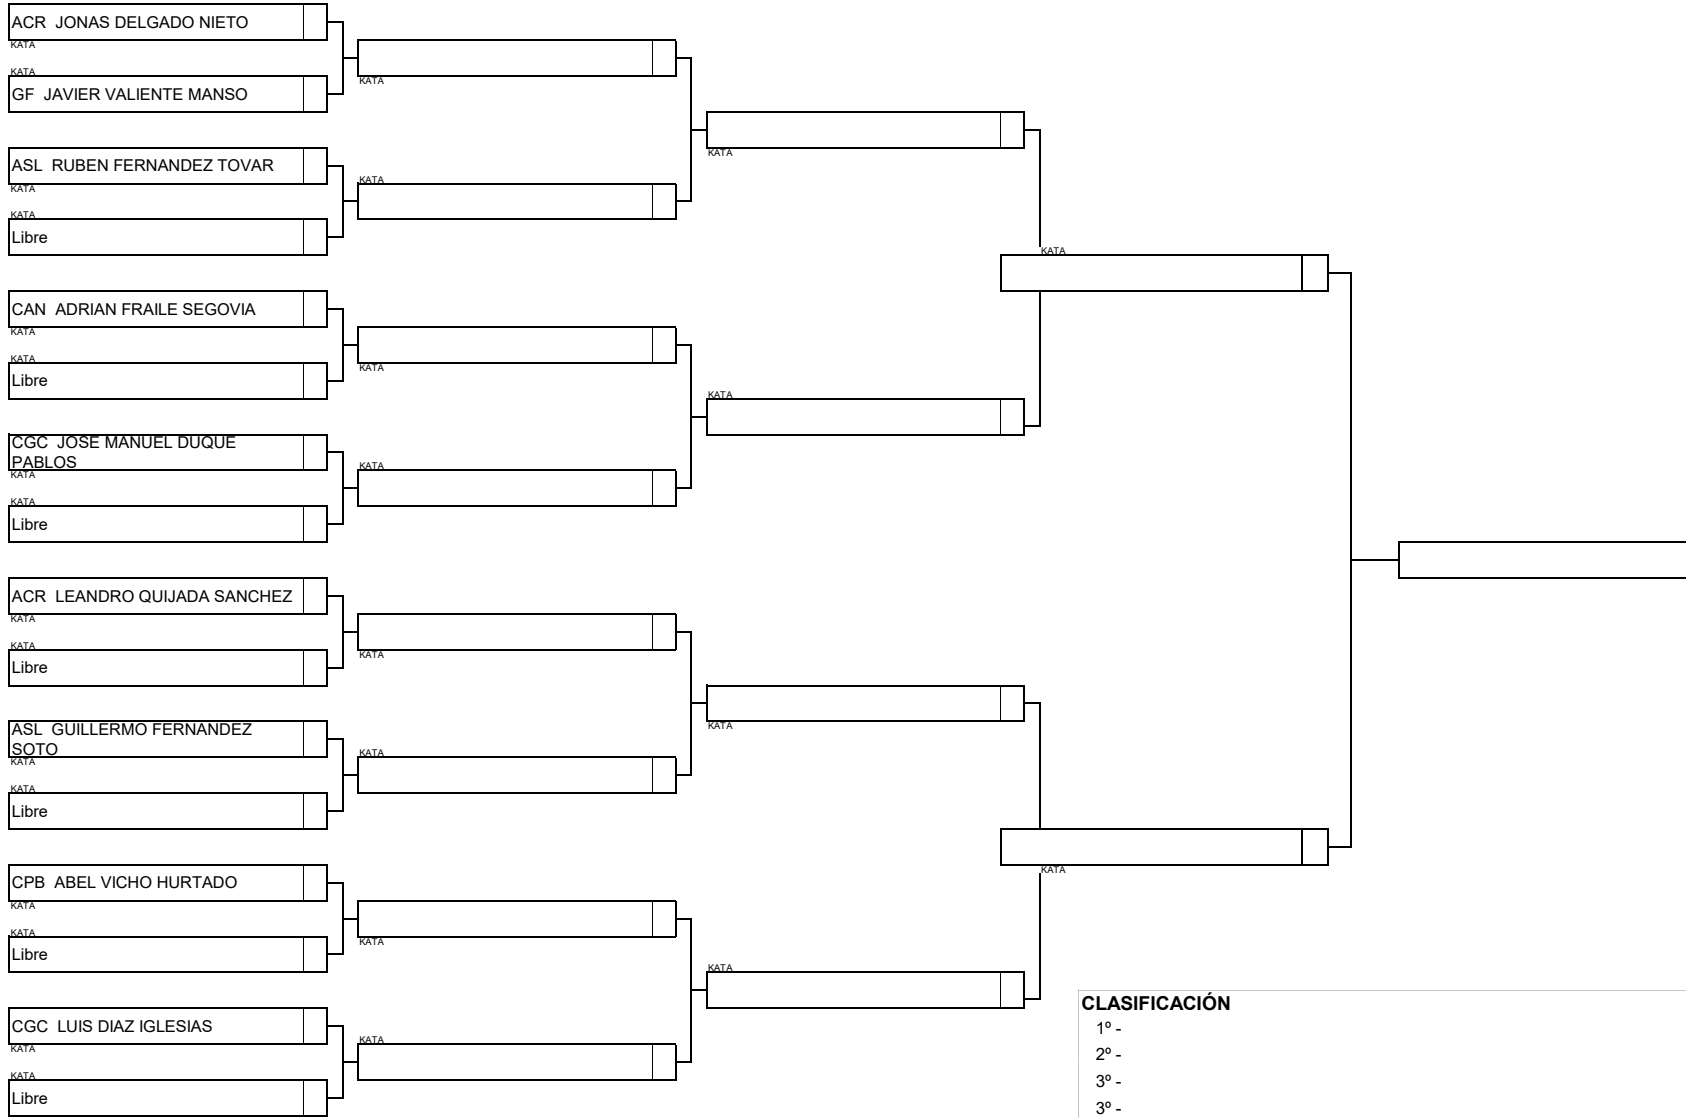 ACR  JONAS DELGADO NIETO
KATA
KATA
GF  JAVIER VALIENTE MANSO
ASL  RUBEN FERNANDEZ TOVAR
KATA
KATA
Libre
CAN  ADRIAN FRAILE SEGOVIA
KATA
KATA
Libre
CGC  JOSE MANUEL DUQUE
PABLOS
KATA
KATA
Libre
ACR  LEANDRO QUIJADA SANCHEZ
KATA
KATA
Libre
ASL  GUILLERMO FERNANDEZ
SOTO
KATA
KATA
Libre
CPB  ABEL VICHO HURTADO
KATA
KATA
Libre
CGC  LUIS DIAZ IGLESIAS
KATA
KATA
Libre
KATA
KATA
KATA
KATA
KATA
KATA
KATA
KATA
KATA
KATA
KATA
KATA
KATA
KATA
CLASIFICACIÓN
1º -
2º -
3º -
3º -